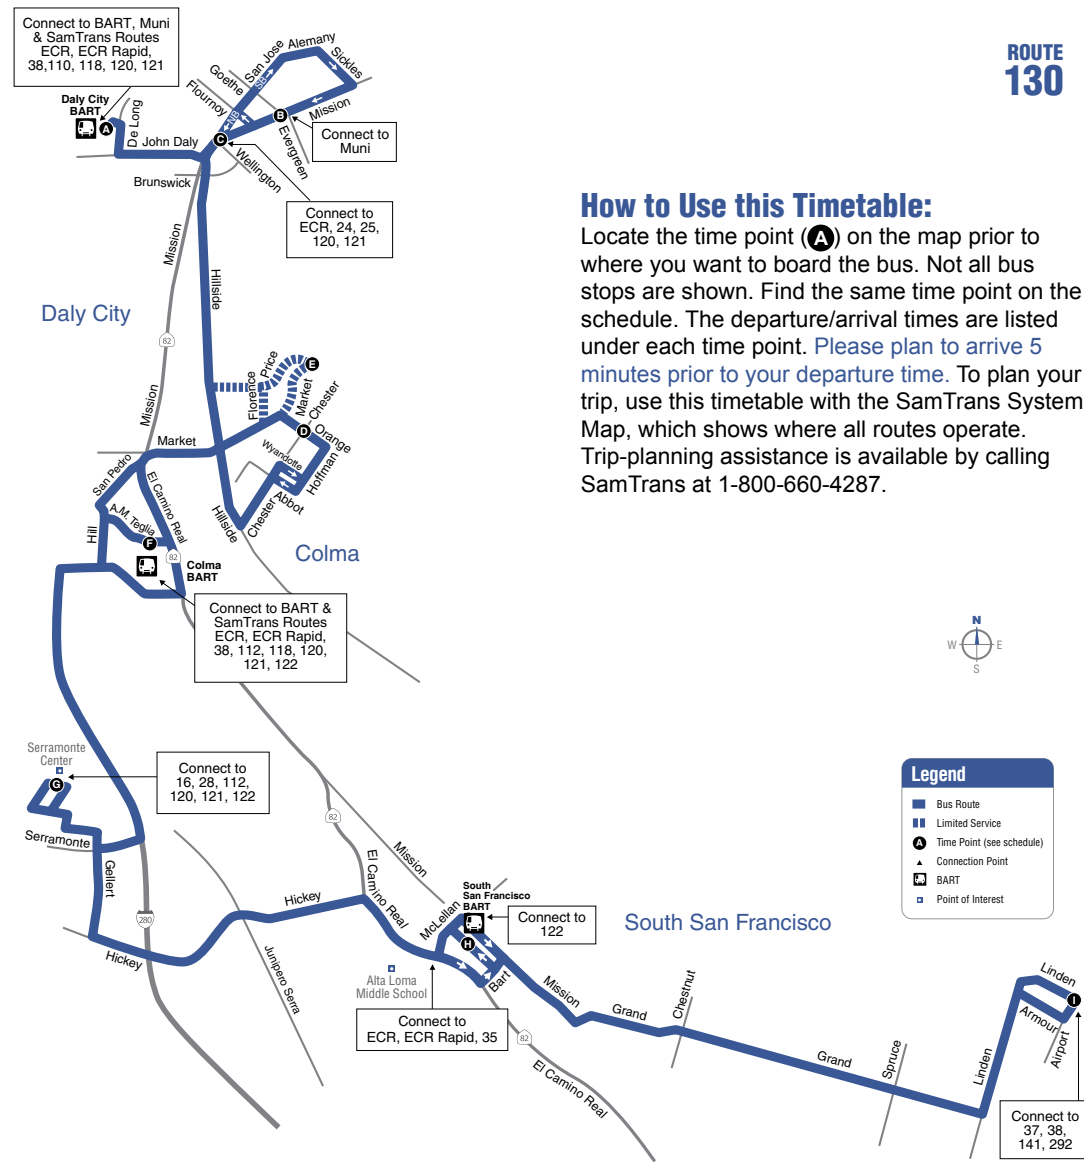 Connect to BART, Muni
& SamTrans Routes
ECR, ECR Rapid,
38,110, 118, 120, 121
ROUTE
130
Alemany
San Jose
Sickles
SB
Goethe
Flournoy
NB
Mission
Daly City
BART
A
De Long
John Daly
B
C
Evergreen
Wellington
Connect to
Muni
Brunswick
Connect to
ECR, 24, 25,
120, 121
Mission
Hillside
Daly City
82
How to Use this Timetable:
Locate the time point (A) on the map prior to
where you want to board the bus. Not all bus
stops are shown. Find the same time point on the
schedule. The departure/arrival times are listed
under each time point. Please plan to arrive 5
minutes prior to your departure time. To plan your
trip, use this timetable with the SamTrans System
Map, which shows where all routes operate.
Trip-planning assistance is available by calling
SamTrans at 1-800-660-4287.
Price
E
Florence
Market
Chester
Mission
D
Orange
Market
Wyandotte
Hoffman
San Pedro
El Camino Real
Abbot
Chester
Hillside
A.M. Teglia
Hill
F
82
Colma
BART
Colma
Connect to BART &
SamTrans Routes
ECR, ECR Rapid,
38, 112, 118, 120,
121, 122
N
W
E
S
Serramonte
Center
G
Connect to
16, 28, 112,
120, 121, 122
Serramonte
Gellert
82
Mission
El Camino Real
Legend
Bus Route
Limited Service
A Time Point (see schedule)
Connection Point
BART
Point of Interest
280
Hickey
Hickey
Junipero Serra
South
San Francisco
BART
McLellan
H
Connect to
122
South San Francisco
Bart
Alta Loma
Middle School
Connect to
ECR, ECR Rapid, 35
82
El Camino Real
Mission
Grand
Chestnut
Grand
Spruce
Linden
Linden
I
Armour
Airport
Connect to
37, 38,
141, 292